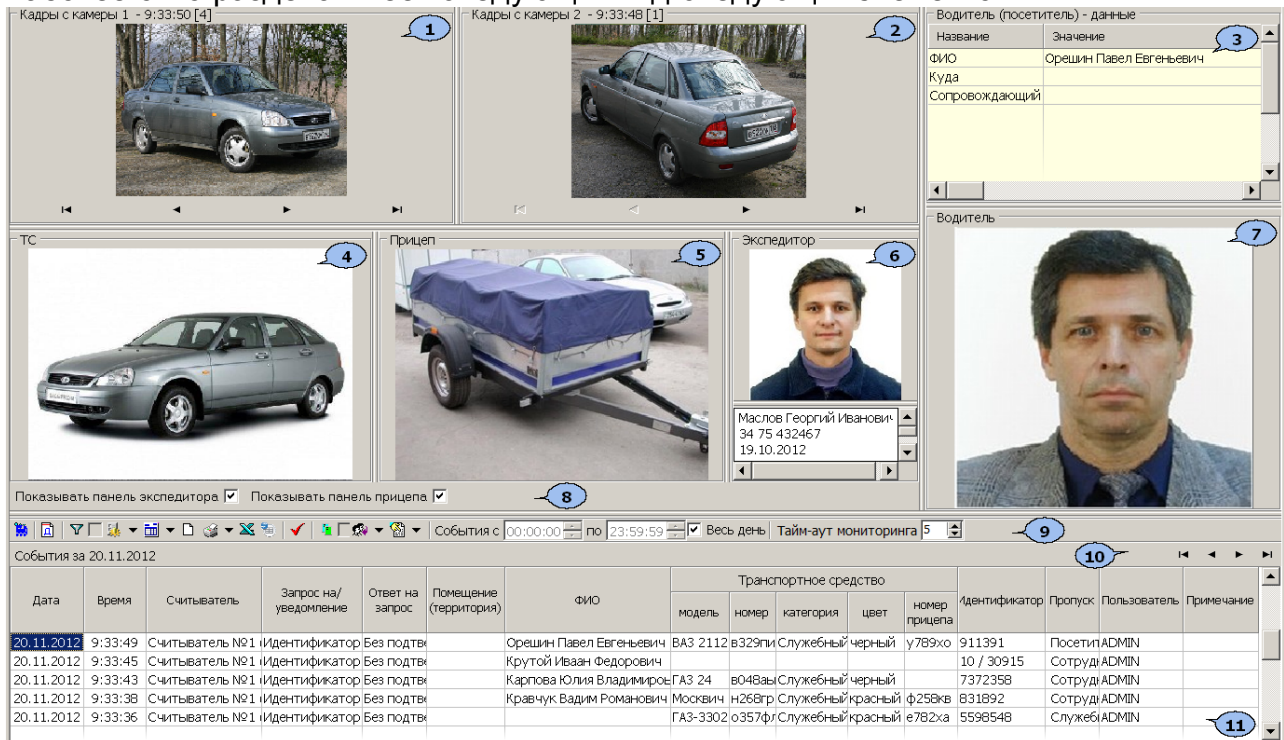 Кадры с камеры 1 - 9:33:50 [4]
1
Кадры с камеры 2 - 9:33:48 [1]
2
Водитель (посетитель) - данные
Название Значение
3
ФИО Орешин Павел Евгеньевич
Куда
Сопровождающий
ТС
4
Прицеп
5
Экспедитор
6
Маслов Георгий Иванович
34 75 432467
19.10.2012
Водитель
7
Показывать панель экспедитора Показывать панель прицепа
8
События с 00:00:00 по 23:59:59 Весь день Тайм-аут мониторинга 5
9
События за 20.11.2012
10
Дата Время Считыватель Запрос на/уведомление Ответ на запрос Помещение (территория) ФИО Транспортное средство Идентификатор Пропуск Пользователь Примечание
модель номер категория цвет номер прицепа
20.11.2012 9:33:49 Считыватель №1 Идентификатор Без подтв Орешин Павел Евгеньевич ВАЗ 2112 в329пи Служебный черный у789хо 911391 Посетит ADMIN
20.11.2012 9:33:45 Считыватель №1 Идентификатор Без подтв Крутой Иваан Федорович 10 / 30915 Сотруд ADMIN
20.11.2012 9:33:43 Считыватель №1 Идентификатор Без подтв Карпова Юлия Владимиров ГАЗ 24 в048аы Служебный черный 7372358 Сотруд ADMIN
20.11.2012 9:33:38 Считыватель №1 Идентификатор Без подтв Кравчук Вадим Романович Москвич н268гр Служебный красный ф258кв 831892 Сотруд ADMIN
20.11.2012 9:33:36 Считыватель №1 Идентификатор Без подтв ГАЗ-3302 о357фл Служебный красный е782ха 5598548 Служеб ADMIN
11